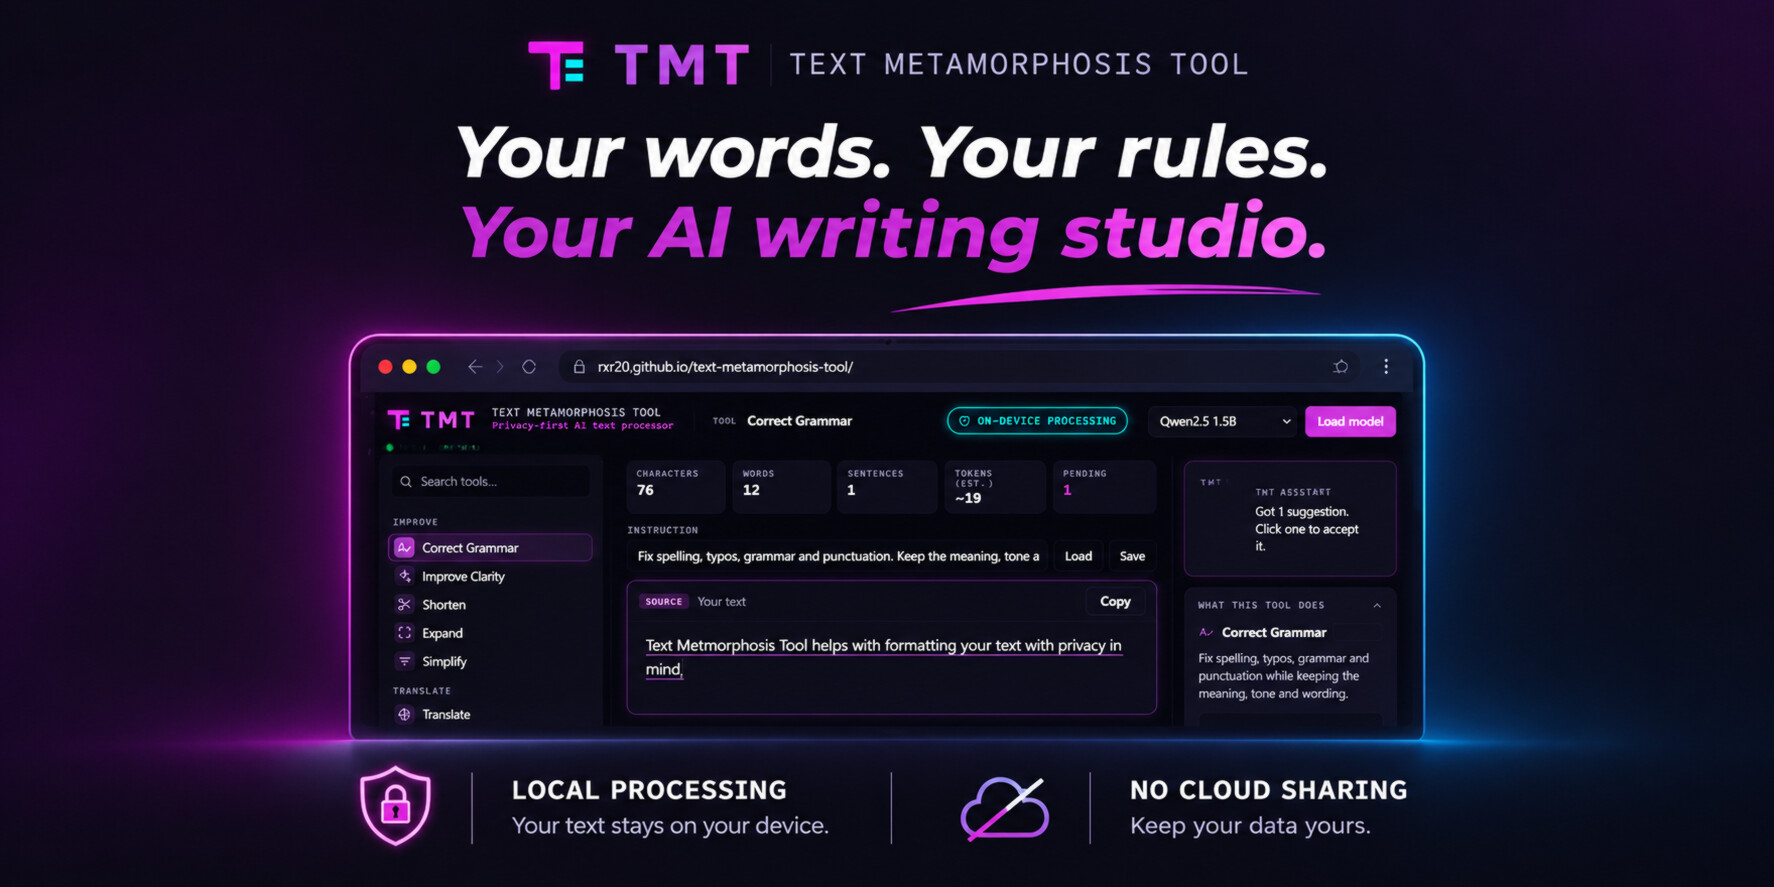 TMT | TEXT METAMORPHOSIS TOOL
Your words. Your rules.
Your AI writing studio.
rxr20.github.io/text-metamorphosis-tool/
TMT
TEXT METAMORPHOSIS TOOL
Privacy-first AI text processor
TOOL Correct Grammar
ON-DEVICE PROCESSING
Qwen2.5 1.5B
Load model
Search tools...
IMPROVE
Correct Grammar
Improve Clarity
Shorten
Expand
Simplify
TRANSLATE
Translate
CHARACTERS
76
WORDS
12
SENTENCES
1
TOKENS
(EST.)
~19
PENDING
1
INSTRUCTION
Fix spelling, typos, grammar and punctuation. Keep the meaning, tone a
Load
Save
SOURCE Your text
Copy
Text Metmorphosis Tool helps with formatting your text with privacy in
mind,
TMT
TMT ASSSTART
Got 1 suggestion.
Click one to accept
it.
WHAT THIS TOOL DOES
Correct Grammar
Fix spelling, typos, grammar and
punctuation while keeping the
meaning, tone and wording.
LOCAL PROCESSING
Your text stays on your device.
NO CLOUD SHARING
Keep your data yours.